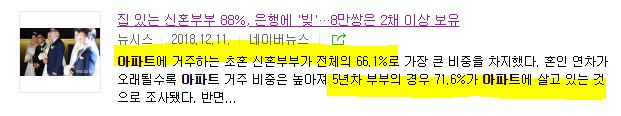 집 있는 신혼부부 88%, 은행에 '빚'…8만쌍은 2채 이상 보유
뉴시스 2018.12.11. 네이버뉴스
아파트에 거주하는 초혼 신혼부부가 전체의 66.1%로 가장 큰 비중을 차지했다. 혼인 연차가
오래될수록 아파트 거주 비중은 높아져 5년차 부부의 경우 71.6%가 아파트에 살고 있는 것
으로 조사됐다. 반면...